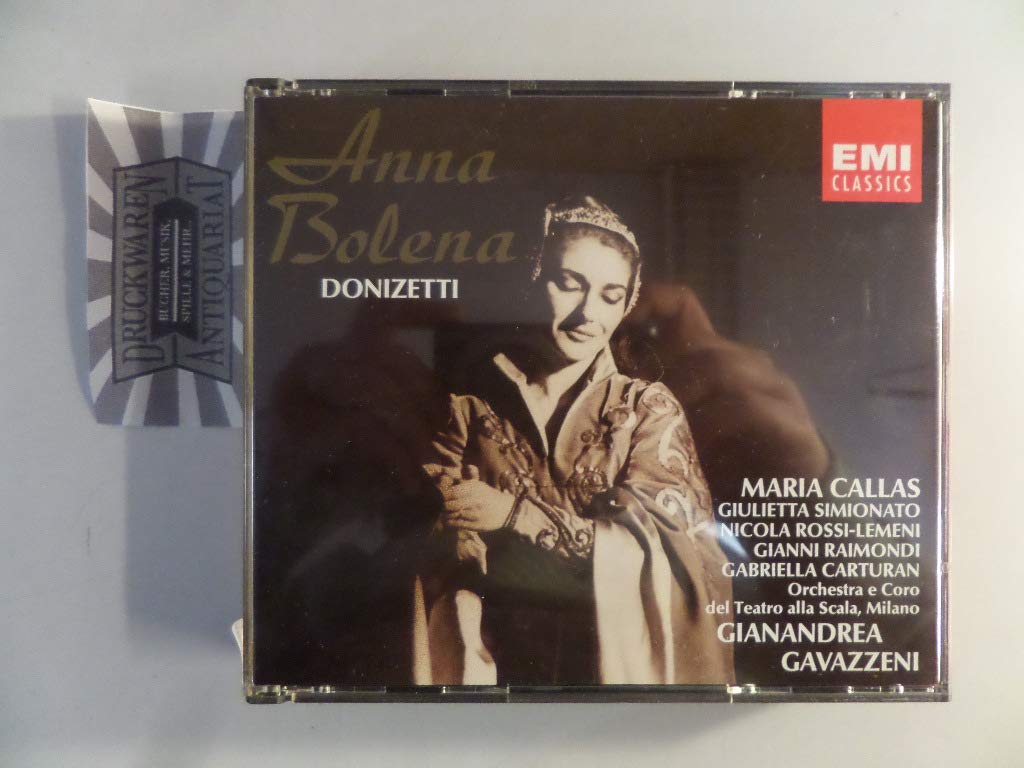 Anna
Bolena
DONIZETTI
EMI
CLASSICS
MARIA CALLAS
GIULIETTA SIMIONATO
NICOLA ROSSI-LEMENI
GIANNI RAIMONDI
GABRIELLA CARTURAN
Orchestra e Coro
del Teatro alla Scala, Milano
GIANANDREA
GAVAZZENI
DRUCKWAREN
BÜCHER, MUSIK
SPIELE & MEHR...
ANTIQUARIAT